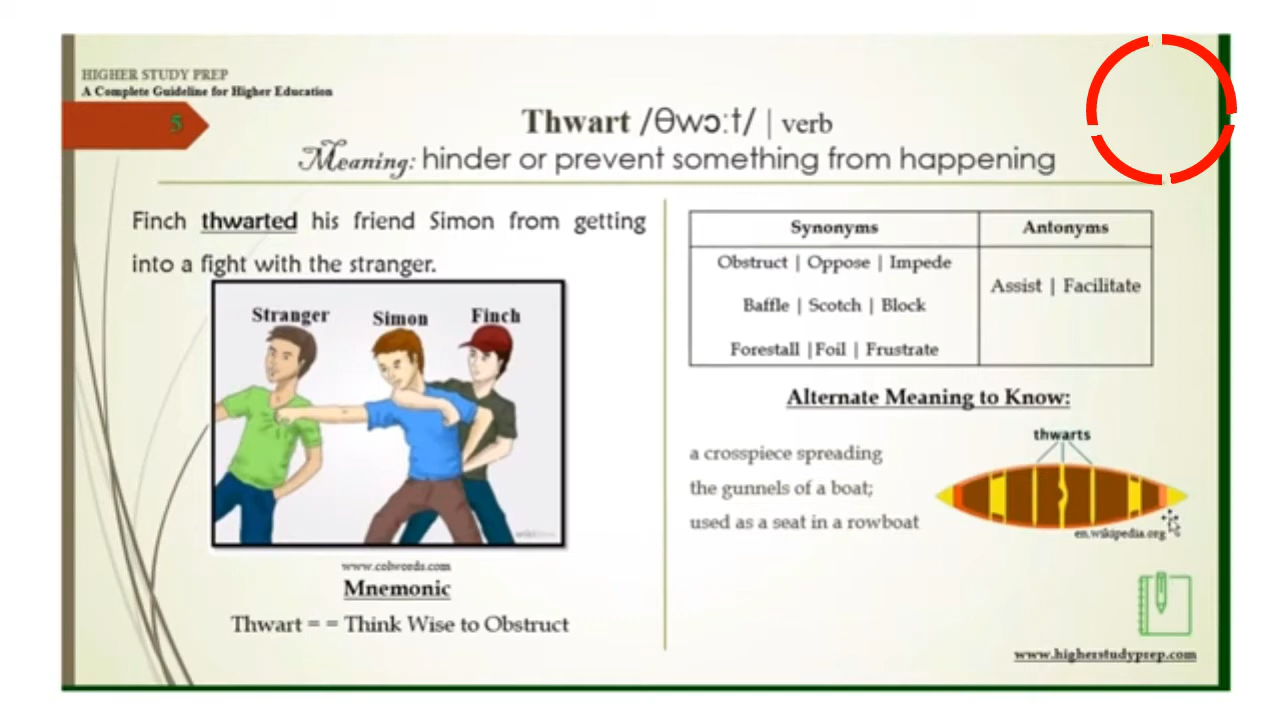 HIGHER STUDY PREP
A Complete Guideline for Higher Education
5
Thwart /θwɔːt/ | verb
Meaning: hinder or prevent something from happening
Finch thwarted his friend Simon from getting
into a fight with the stranger.
Stranger Simon Finch
www.colwords.com
Mnemonic
Thwart = = Think Wise to Obstruct
Synonyms Antonyms
Obstruct | Oppose | Impede
Baffle | Scotch | Block
Forestall |Foil | Frustrate
Assist | Facilitate
Alternate Meaning to Know:
a crosspiece spreading
the gunnels of a boat;
used as a seat in a rowboat
thwarts
en.wikipedia.org
www.higherstudyprep.com